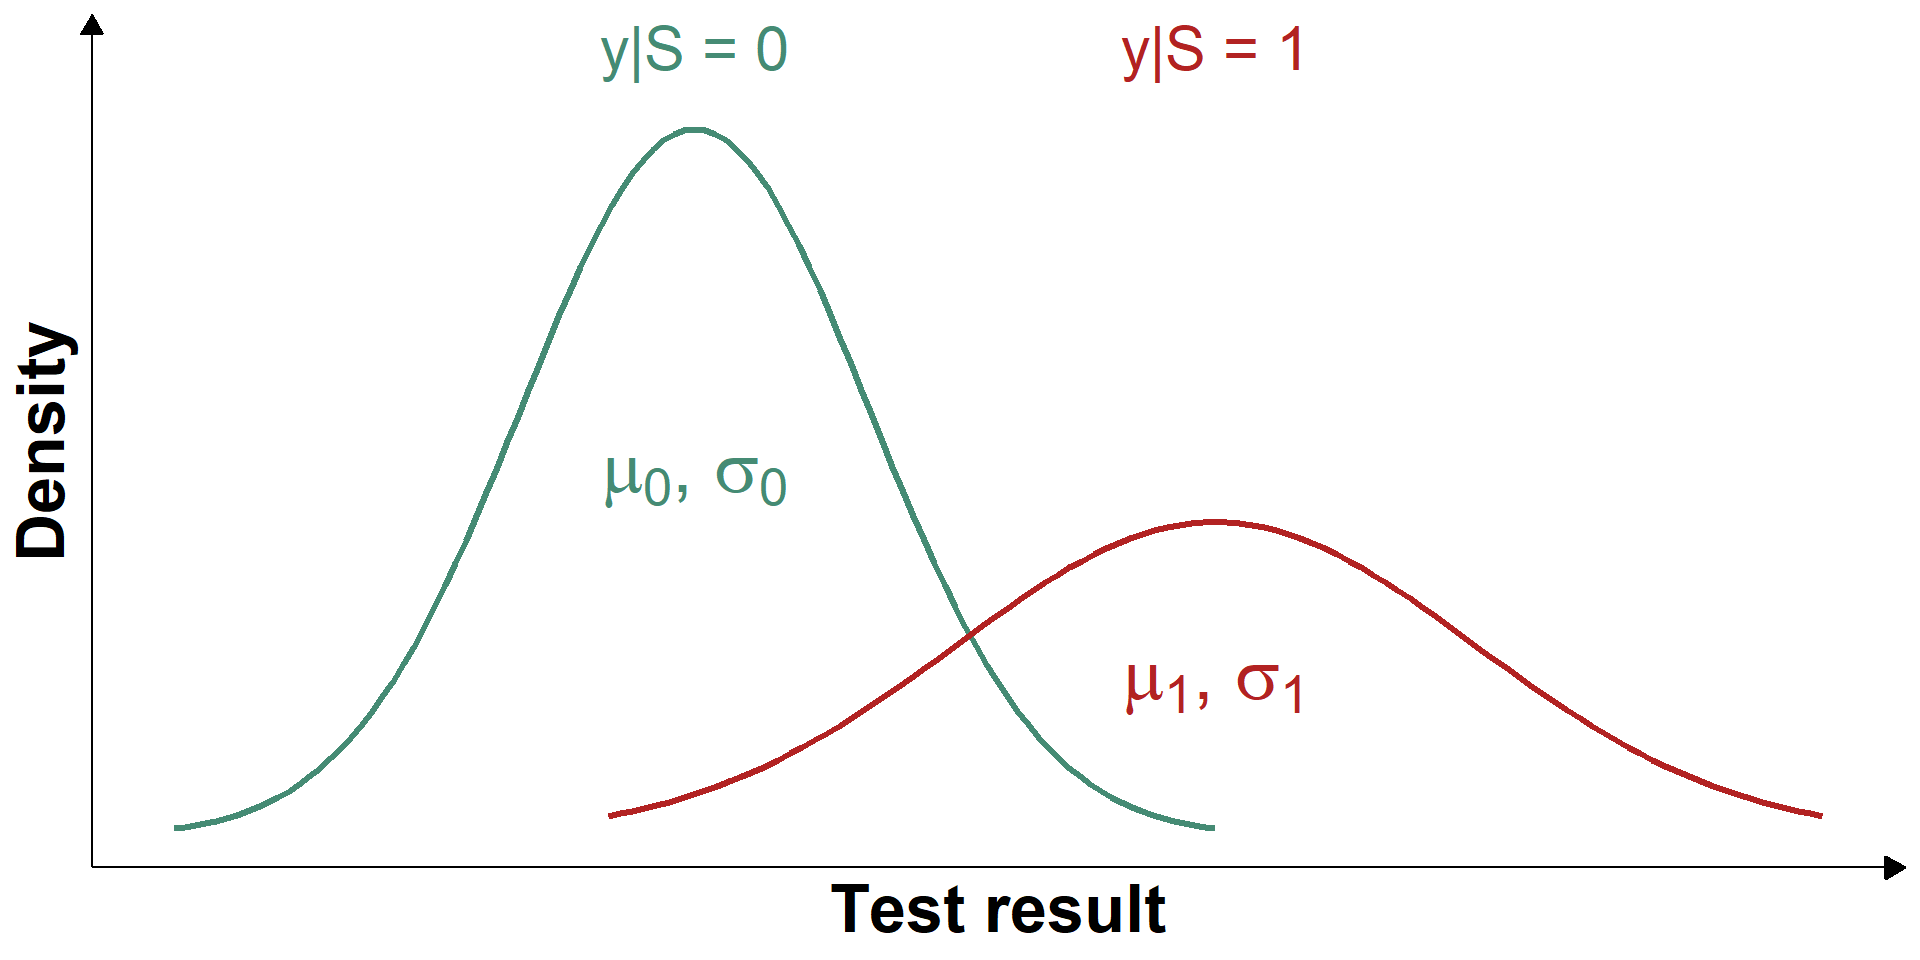 y|S = 0
y|S = 1
Density
μ₀, σ₀
μ₁, σ₁
Test result